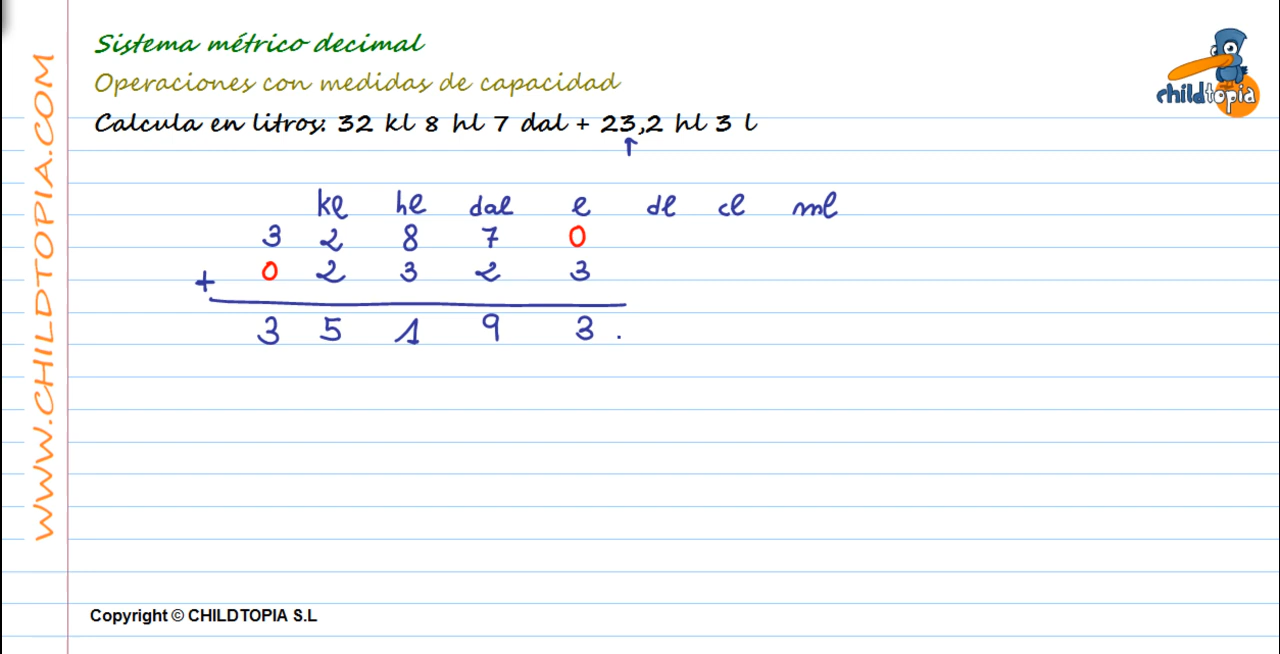 Sistema métrico decimal
Operaciones con medidas de capacidad
childtopia
Calcula en litros: 32 kl 8 hl 7 dal + 23,2 hl 3 l
kl hl dal l dl cl ml
3 2 8 7 0
+ 0 2 3 2 3
3 5 1 9 3 .
WWW.CHILDTOPIA.COM
Copyright © CHILDTOPIA S.L